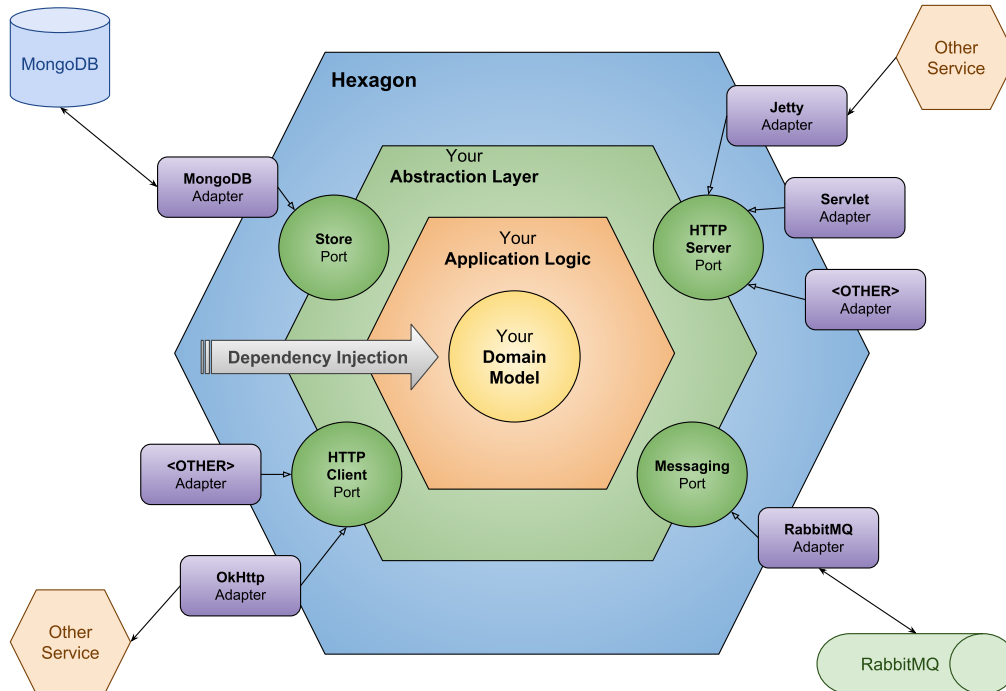 MongoDB
Other
Service
Hexagon
Jetty
Adapter
Your
Abstraction Layer
MongoDB
Adapter
Servlet
Adapter
Store
Port
HTTP
Server
Port
Your
Application Logic
<OTHER>
Adapter
Dependency Injection
Your
Domain
Model
<OTHER>
Adapter
HTTP
Client
Port
Messaging
Port
RabbitMQ
Adapter
OkHttp
Adapter
Other
Service
RabbitMQ